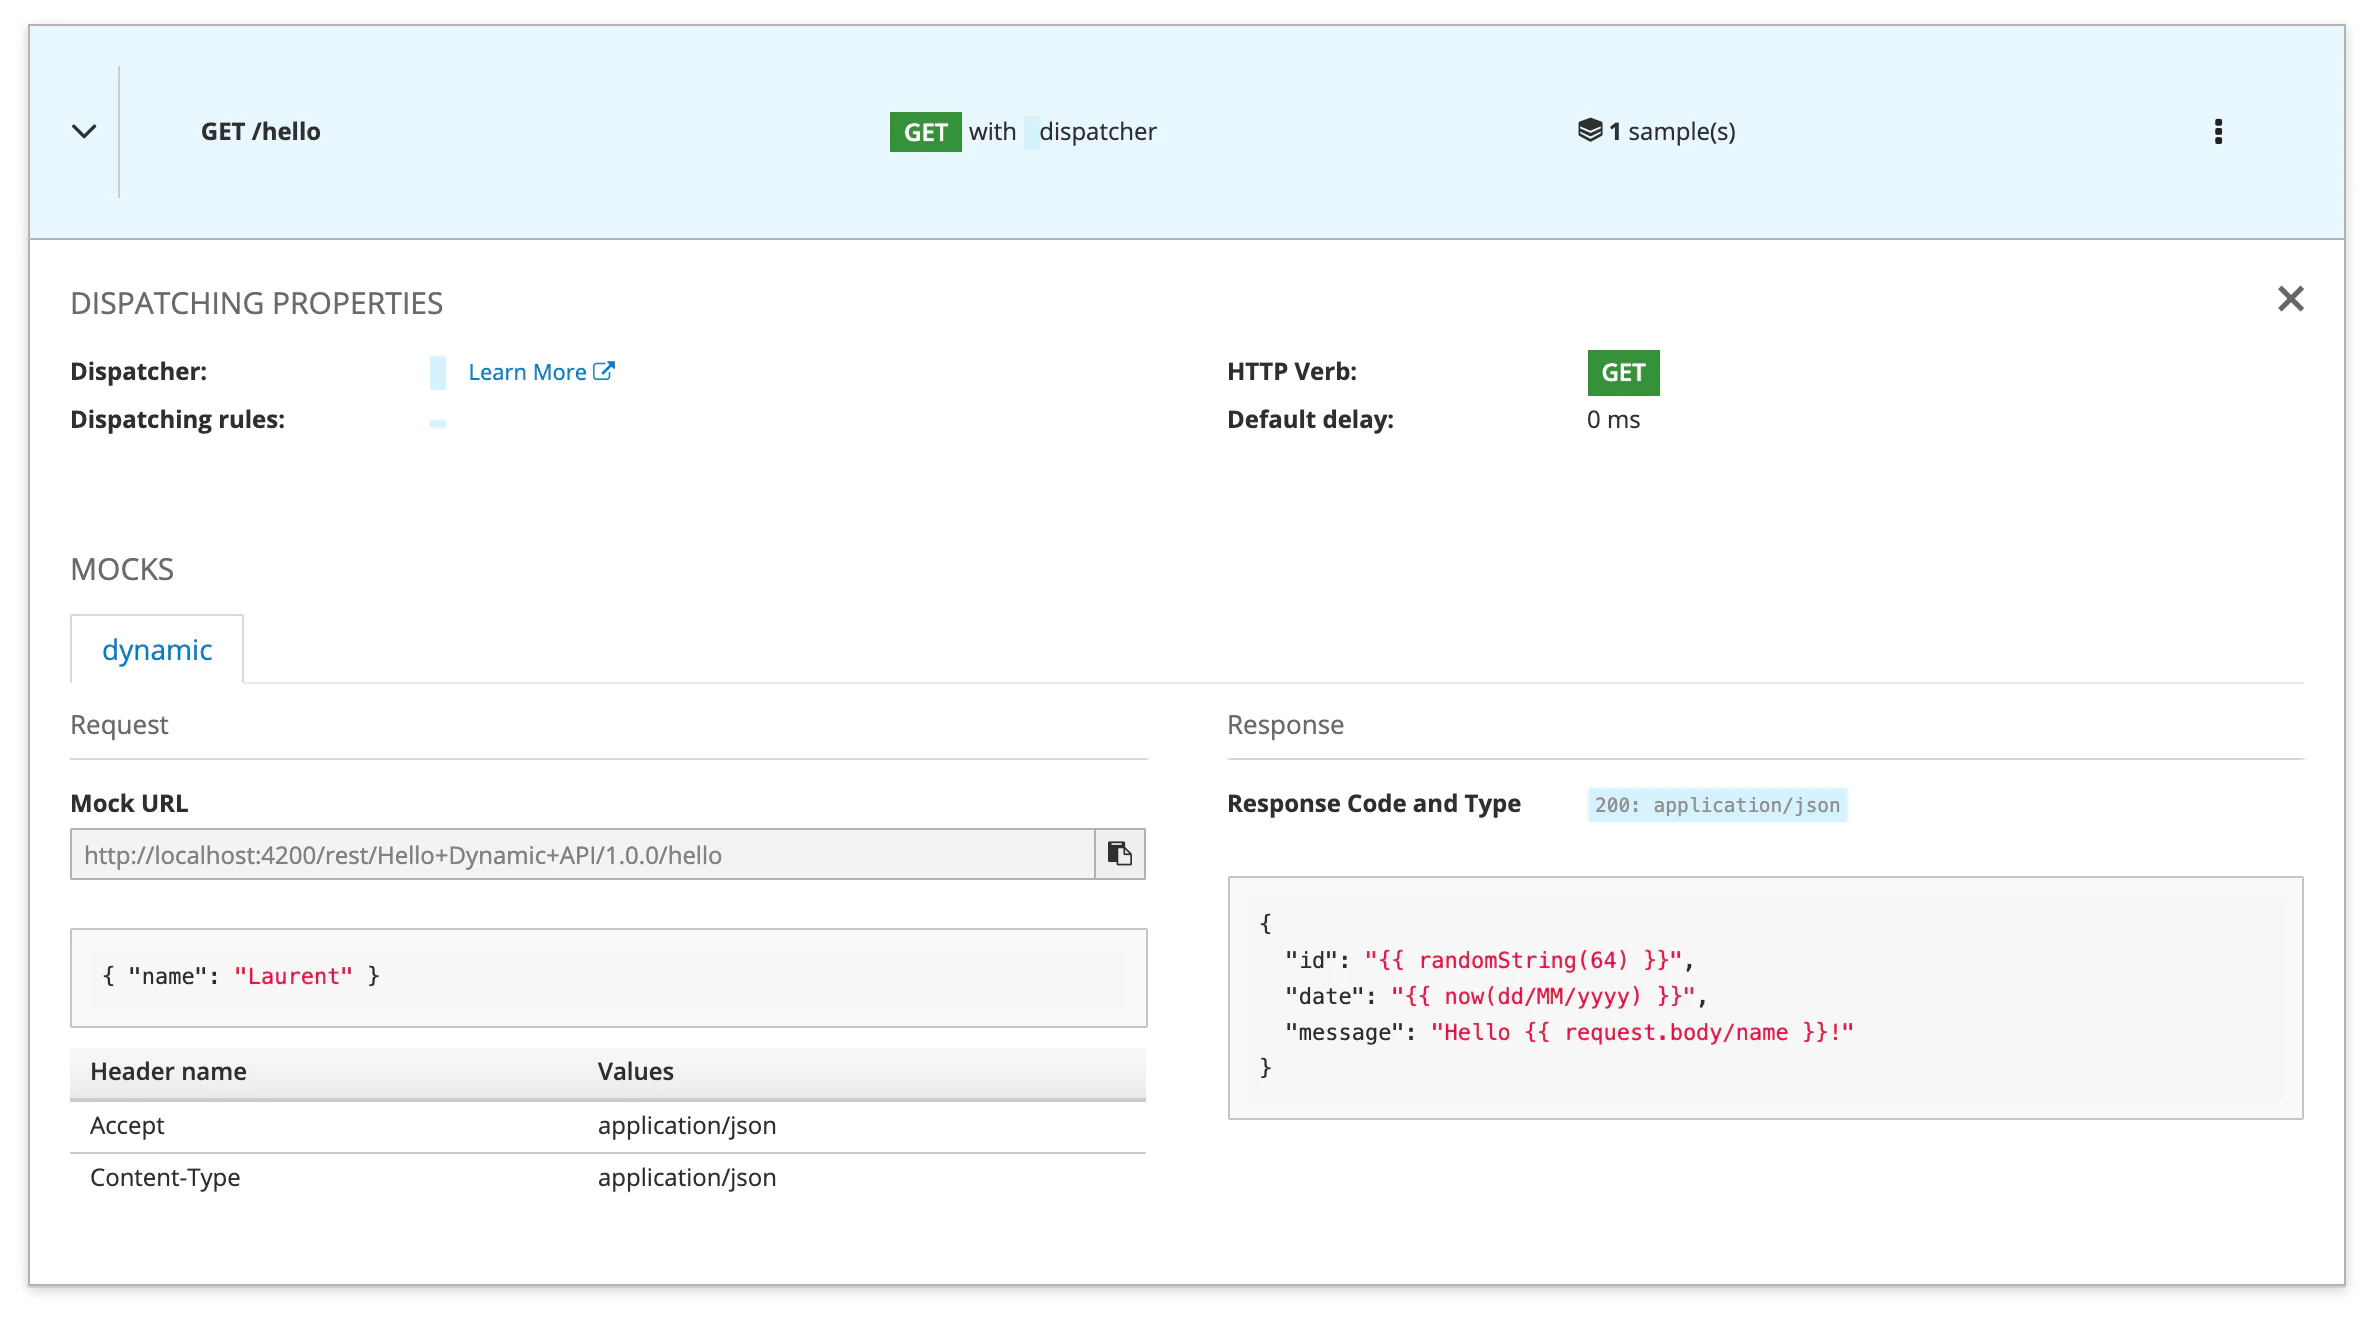 GET /hello
GET with dispatcher
1 sample(s)
DISPATCHING PROPERTIES
Dispatcher: Learn More
Dispatching rules:
HTTP Verb: GET
Default delay: 0 ms
MOCKS
dynamic
Request
Mock URL
http://localhost:4200/rest/Hello+Dynamic+API/1.0.0/hello
{ "name": "Laurent" }
Header name Values
Accept application/json
Content-Type application/json
Response
Response Code and Type 200: application/json
{
"id": "{{ randomString(64) }}",
"date": "{{ now(dd/MM/yyyy) }}",
"message": "Hello {{ request.body/name }}!"
}